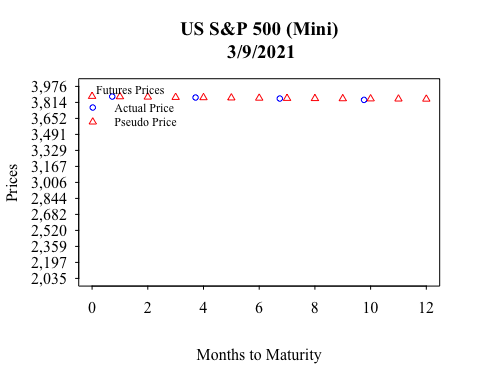 US S&P 500 (Mini)
3/9/2021
Prices
3,976
3,814
3,652
3,491
3,329
3,167
3,006
2,844
2,682
2,520
2,359
2,197
2,035
Futures Prices
Actual Price
Pseudo Price
0 2 4 6 8 10 12
Months to Maturity